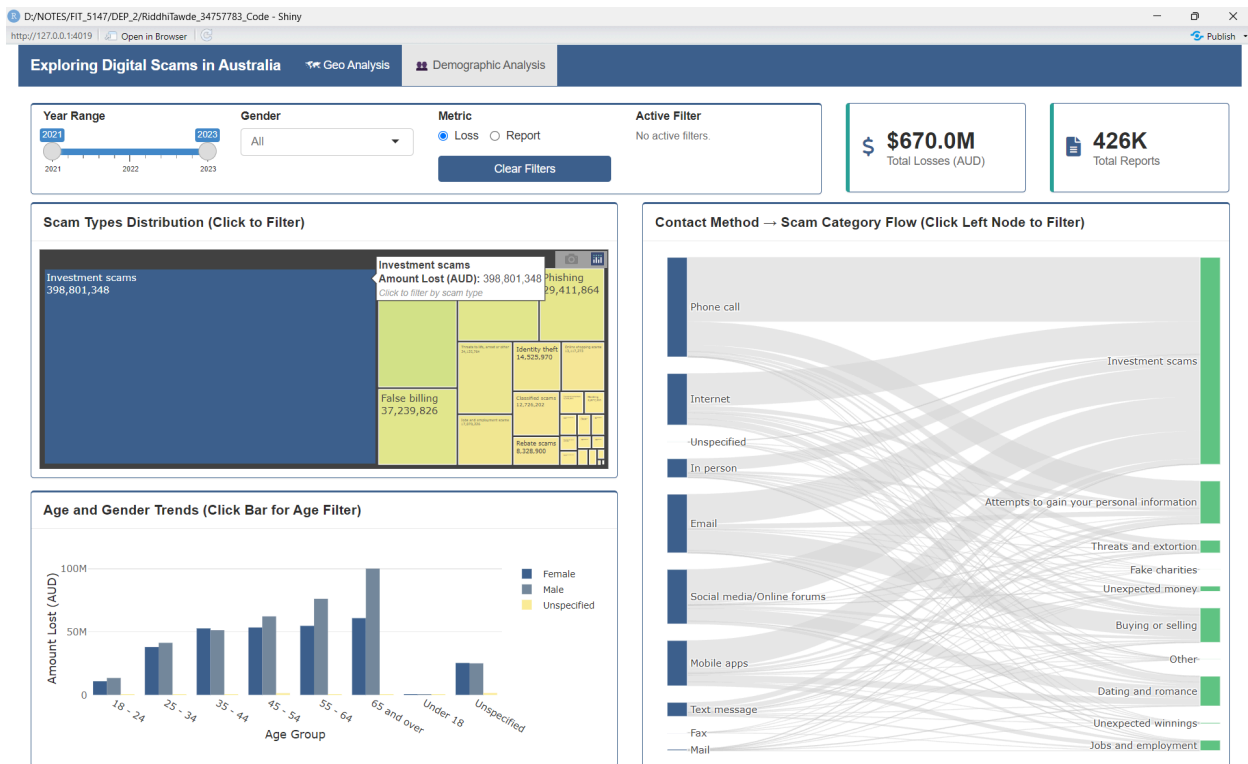 D:/NOTES/FIT_5147/DEP_2/RiddhiTawde_34757783_Code - Shiny
http://127.0.0.1:4019 Open in Browser Publish
Exploring Digital Scams in Australia Geo Analysis Demographic Analysis
Year Range
2021 2023
2021 2022 2023
Gender
All
Metric
Loss Report
Clear Filters
Active Filter
No active filters.
$670.0M
Total Losses (AUD)
426K
Total Reports
Scam Types Distribution (Click to Filter)
Investment scams
398,801,348
Investment scams
Amount Lost (AUD): 398,801,348
Click to filter by scam type
Phishing
29,411,864
False billing
37,239,826
Identity theft
14,525,970
Classified scams
12,726,202
Rebate scams
8,328,900
Age and Gender Trends (Click Bar for Age Filter)
Amount Lost (AUD)
100M
50M
0
18 - 24
25 - 34
35 - 44
45 - 54
55 - 64
65 and over
Under 18
Unspecified
Age Group
Female
Male
Unspecified
Contact Method → Scam Category Flow (Click Left Node to Filter)
Phone call
Internet
Unspecified
In person
Email
Social media/Online forums
Mobile apps
Text message
Fax
Mail
Investment scams
Attempts to gain your personal information
Threats and extortion
Fake charities
Unexpected money
Buying or selling
Other
Dating and romance
Unexpected winnings
Jobs and employment